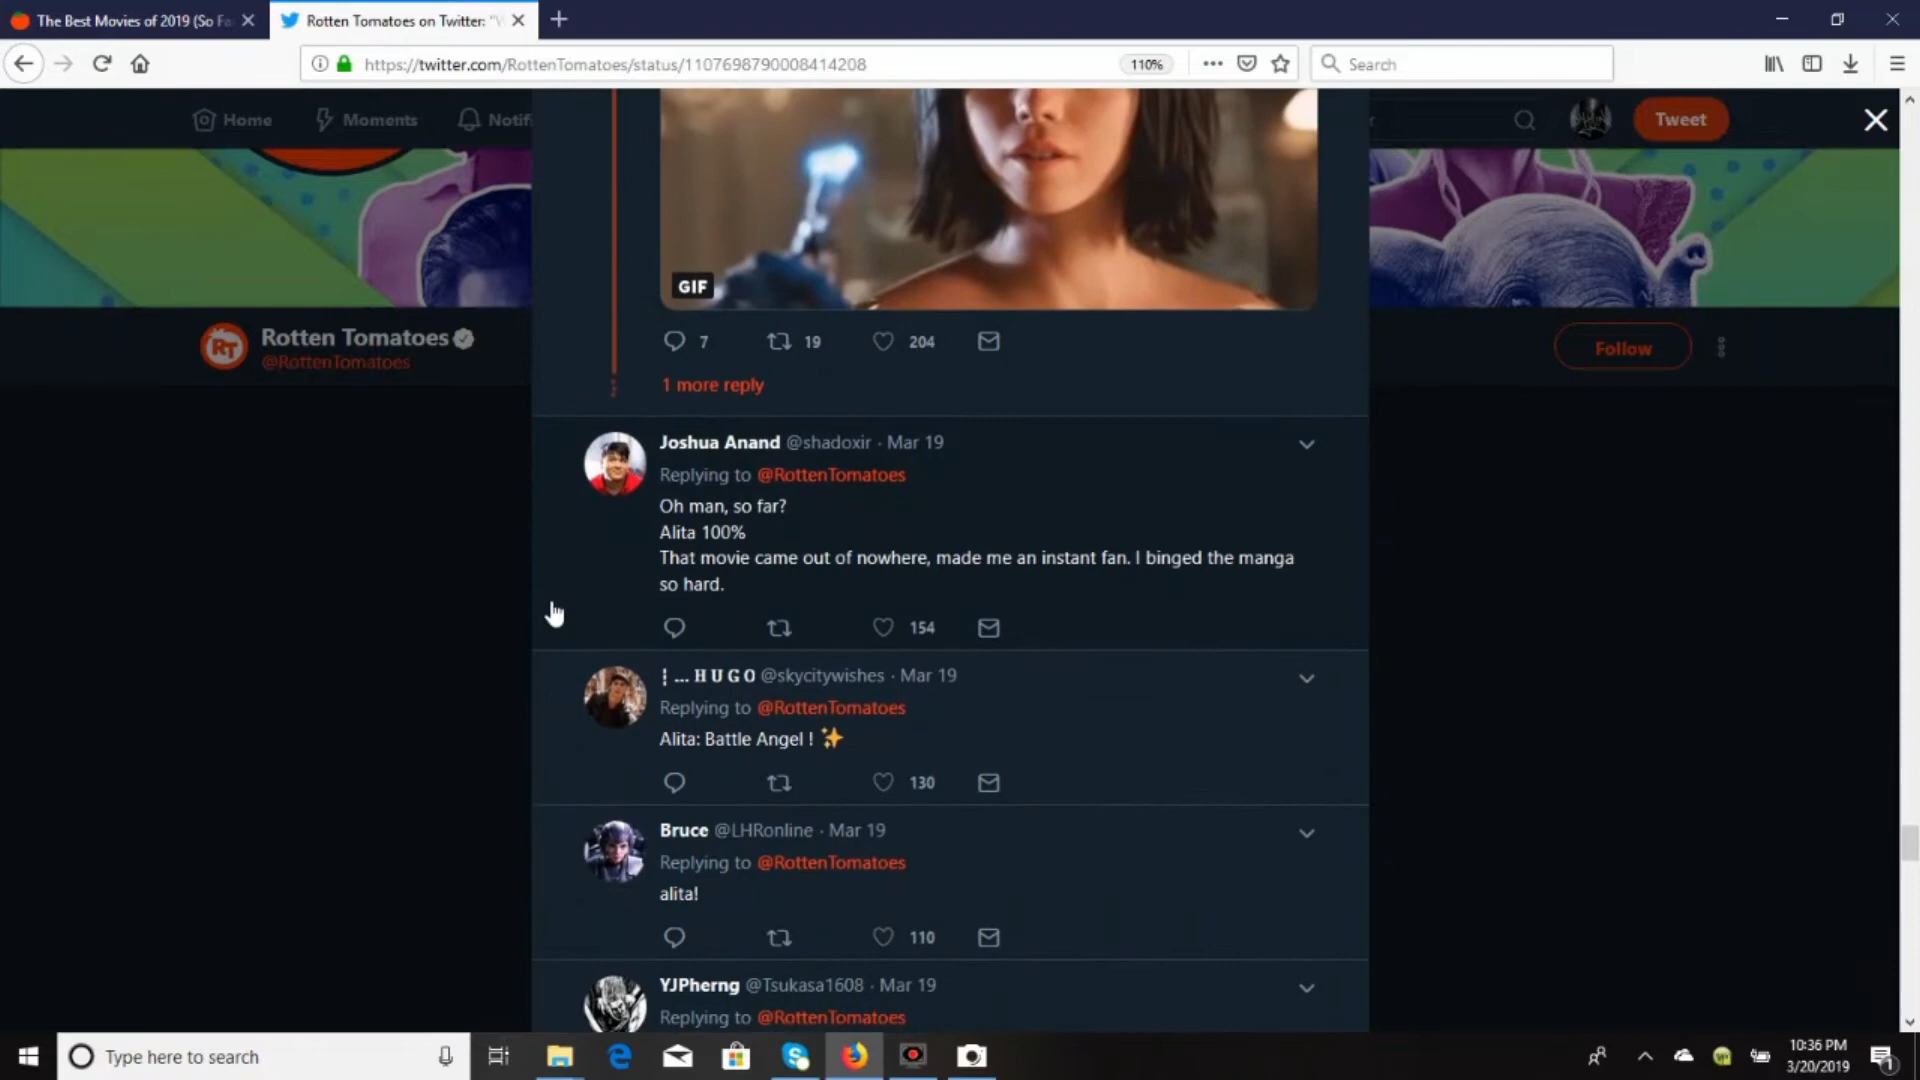 The Best Movies of 2019 (So Fa
Rotten Tomatoes on Twitter: "W
https://twitter.com/RottenTomatoes/status/1107698790008414208
110%
Search
Home
Moments
Notifi
Tweet
Rotten Tomatoes
@RottenTomatoes
RT
Follow
GIF
7
19
204
1 more reply
Joshua Anand @shadoxir · Mar 19
Replying to @RottenTomatoes
Oh man, so far?
Alita 100%
That movie came out of nowhere, made me an instant fan. I binged the manga
so hard.
154
┇ ... 𝐇 𝐔 𝐆 𝐎 @skycitywishes · Mar 19
Replying to @RottenTomatoes
Alita: Battle Angel ! ✨
130
Bruce @LHRonline · Mar 19
Replying to @RottenTomatoes
alita!
110
YJPherng @Tsukasa1608 · Mar 19
Replying to @RottenTomatoes
Type here to search
10:36 PM
3/20/2019
1